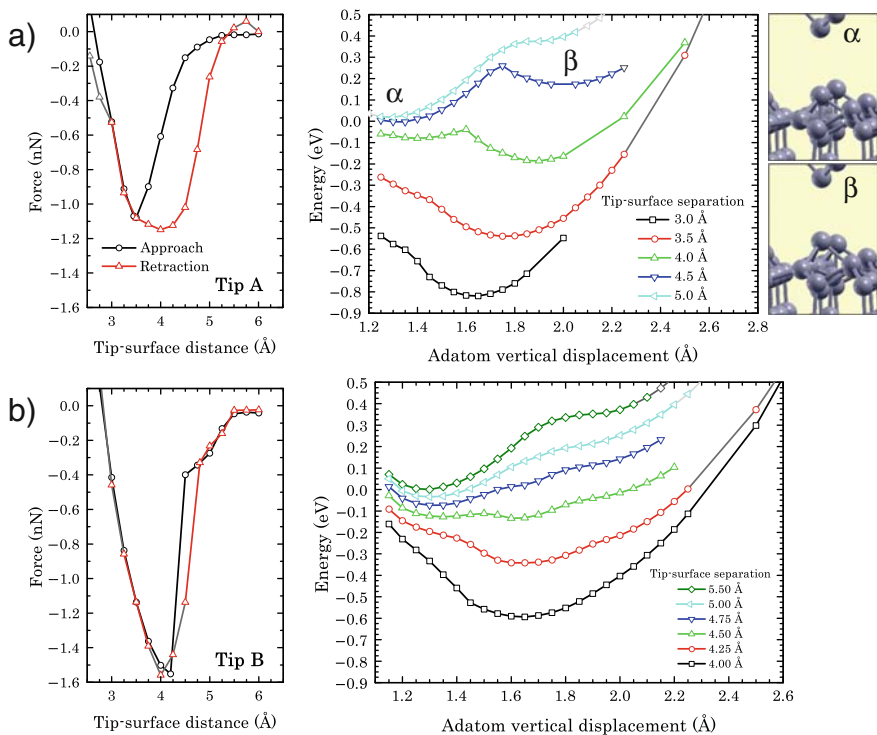 a)
0.0
−0.2
−0.4
−0.6
−0.8
−1.0
−1.2
−1.4
−1.6
Force (nN)
Approach
Retraction
Tip A
3 4 5 6
Tip-surface distance (Å)
0.5
0.4
0.3
0.2
0.1
0.0
−0.1
−0.2
−0.3
−0.4
−0.5
−0.6
−0.7
−0.8
−0.9
Energy (eV)
α
β
Tip-surface separation
3.0 Å
3.5 Å
4.0 Å
4.5 Å
5.0 Å
1.2 1.4 1.6 1.8 2.0 2.2 2.4 2.6 2.8
Adatom vertical displacement (Å)
α
β
b)
0.0
−0.2
−0.4
−0.6
−0.8
−1.0
−1.2
−1.4
−1.6
Force (nN)
Tip B
3 4 5 6
Tip-surface distance (Å)
0.5
0.4
0.3
0.2
0.1
0.0
−0.1
−0.2
−0.3
−0.4
−0.5
−0.6
−0.7
−0.8
−0.9
Energy (eV)
Tip-surface separation
5.50 Å
5.00 Å
4.75 Å
4.50 Å
4.25 Å
4.00 Å
1.2 1.4 1.6 1.8 2.0 2.2 2.4 2.6
Adatom vertical displacement (Å)